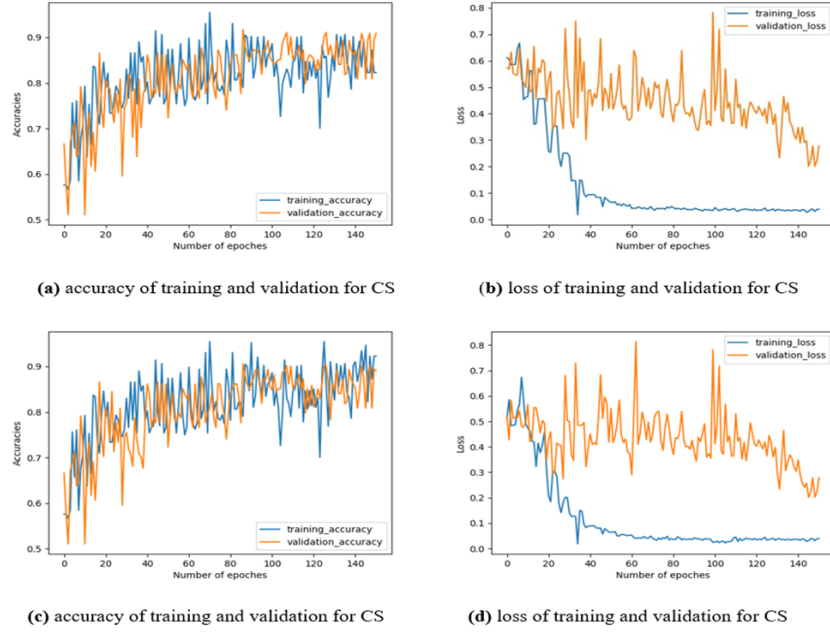 0.9
0.8
0.7
0.6
0.5
Accuracies
training_accuracy
validation_accuracy
0 20 40 60 80 100 120 140
Number of epoches
(a) accuracy of training and validation for CS
0.8
0.7
0.6
0.5
0.4
0.3
0.2
0.1
0.0
Loss
training_loss
validation_loss
0 20 40 60 80 100 120 140
Number of epoches
(b) loss of training and validation for CS
0.9
0.8
0.7
0.6
0.5
Accuracies
training_accuracy
validation_accuracy
0 20 40 60 80 100 120 140
Number of epoches
(c) accuracy of training and validation for CS
0.8
0.7
0.6
0.5
0.4
0.3
0.2
0.1
0.0
Loss
training_loss
validation_loss
0 20 40 60 80 100 120 140
Number of epoches
(d) loss of training and validation for CS